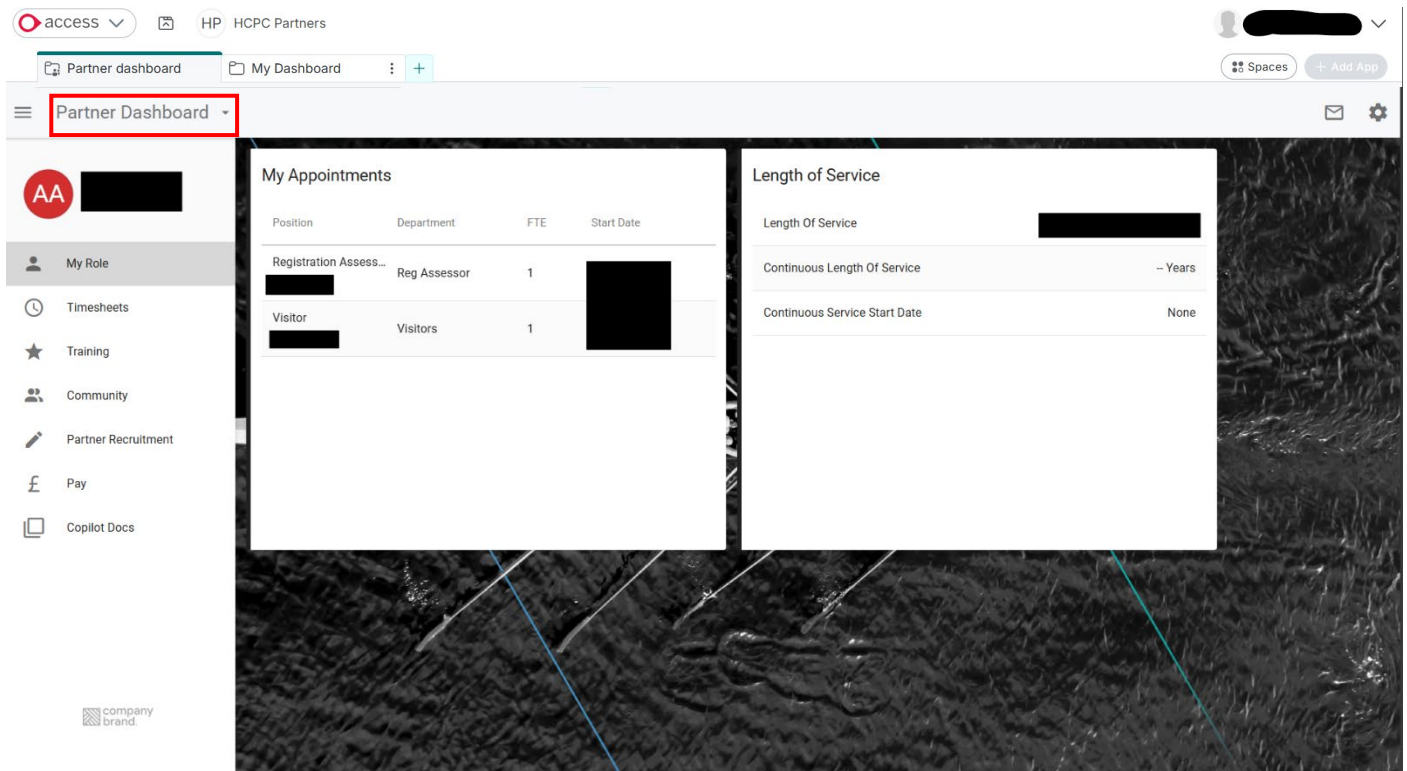 access
HP HCPC Partners
Partner dashboard
My Dashboard
+
Spaces
+ Add App
Partner Dashboard
AA
My Role
Timesheets
Training
Community
Partner Recruitment
£ Pay
Copilot Docs
company
brand.
My Appointments
Position Department FTE Start Date
Registration Assess... Reg Assessor 1
Visitor Visitors 1
Length of Service
Length Of Service
Continuous Length Of Service -- Years
Continuous Service Start Date None